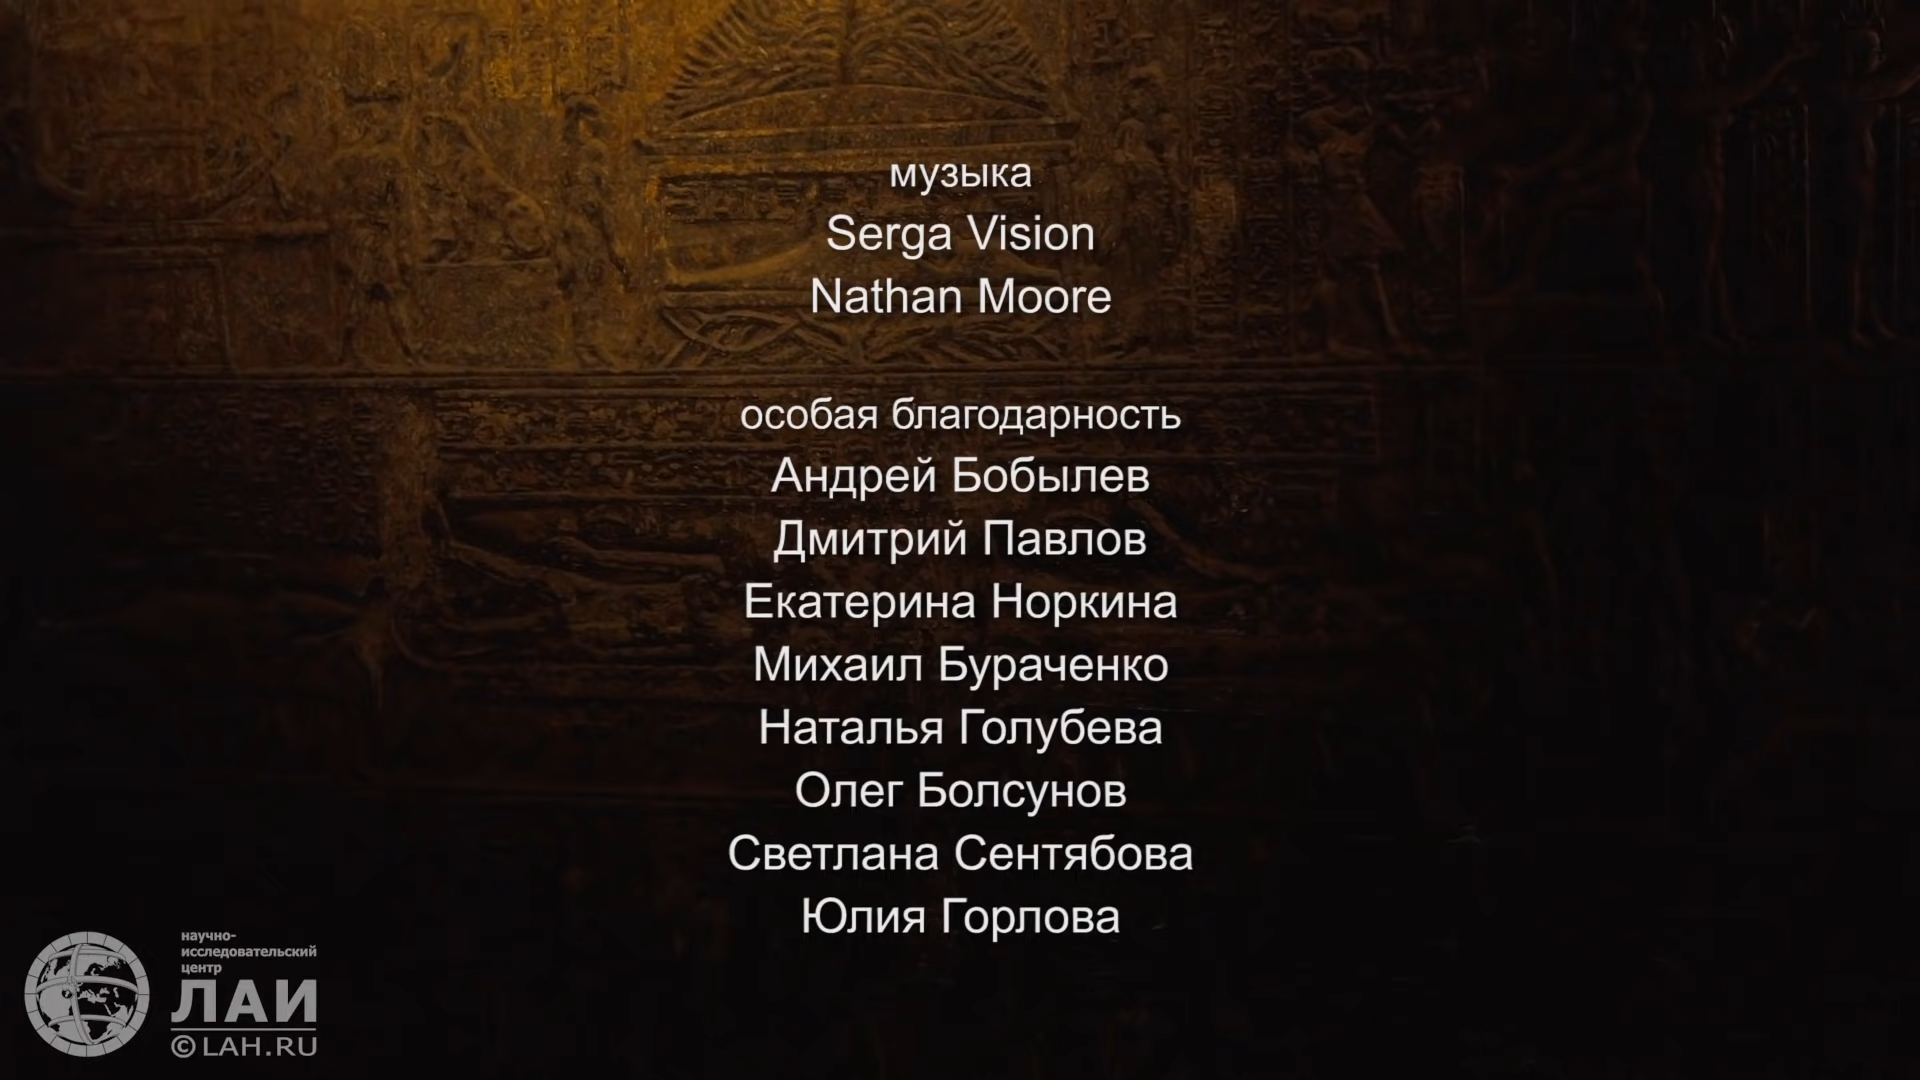 музыка
Serga Vision
Nathan Moore
особая благодарность
Андрей Бобылев
Дмитрий Павлов
Екатерина Норкина
Михаил Бураченко
Наталья Голубева
Олег Болсунов
Светлана Сентябова
Юлия Горлова
научно-
исследовательский
центр
ЛАИ
© LAH.RU